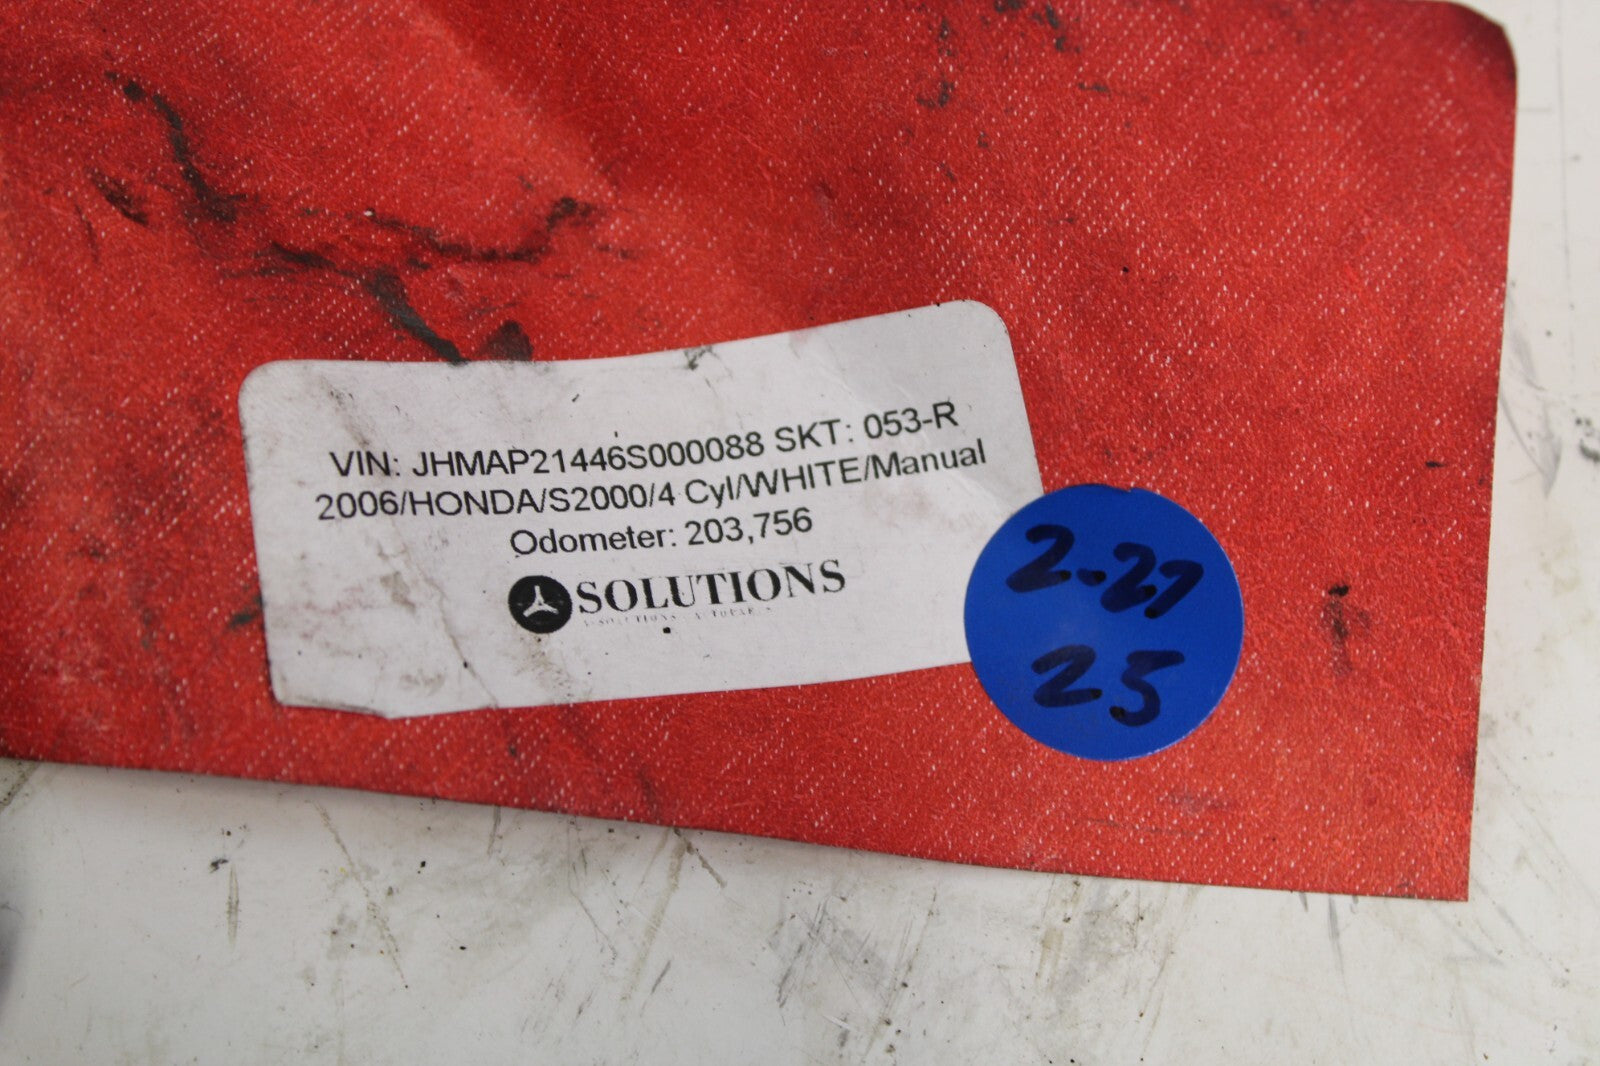 VIN: JHMAP21446S000088 SKT: 053-R
2006/HONDA/S2000/4 Cyl/WHITE/Manual
Odometer: 203,756
SOLUTIONS
2-27
25